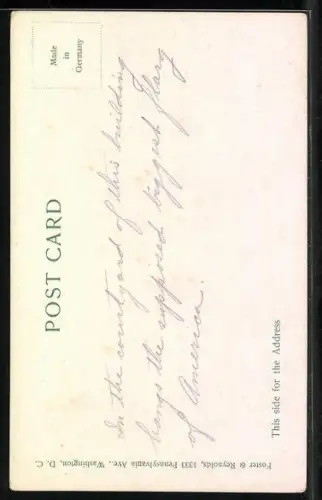 POST CARD
Made
in
Germany
In the courtyard of this building
hangs the supposed biggest flag
of America.
This side for the Address
Foster & Reynolds, 1333 Pennsylvania Ave., Washington, D. C.